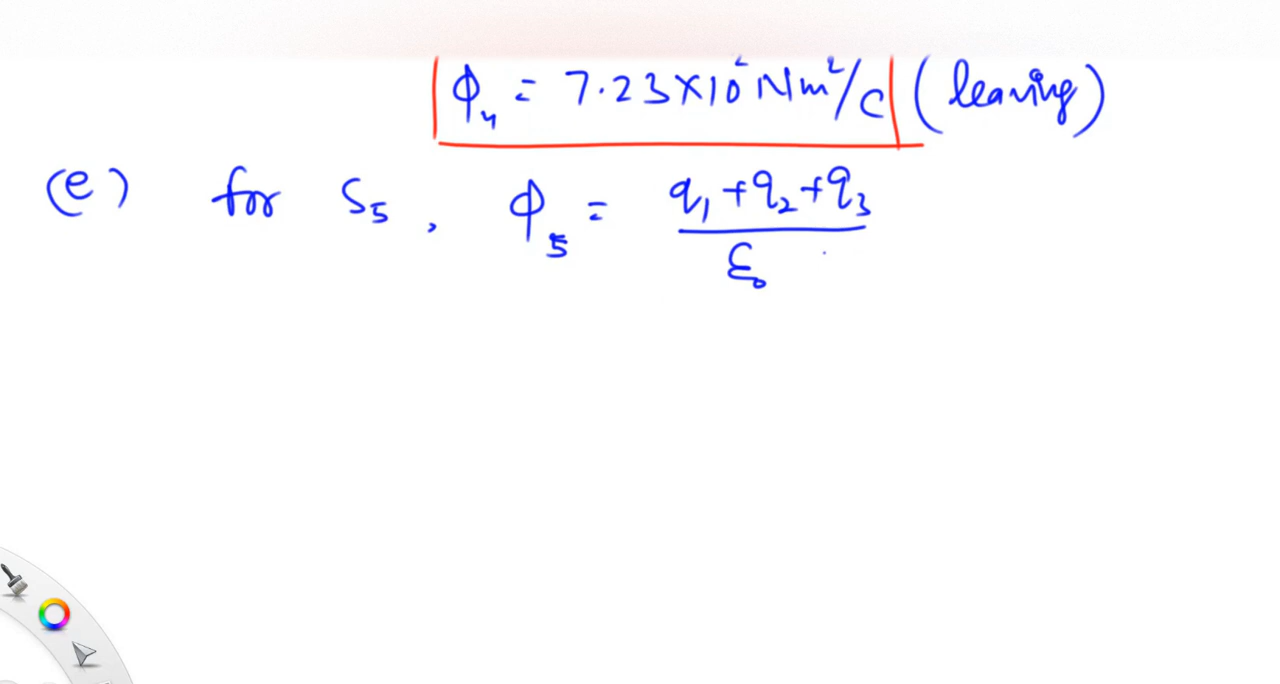 ϕ₄ = 7.23×10² Nm²/C (leaving)
(e) for S₅, ϕ₅ = (q₁+q₂+q₃)/ε₀